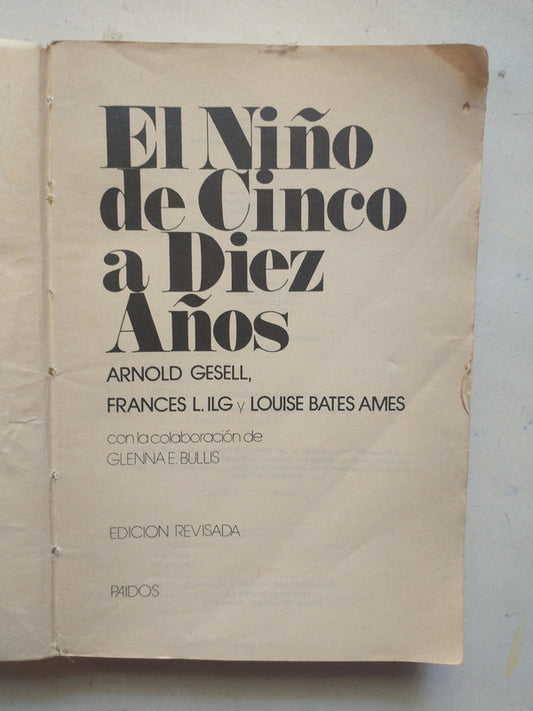 El Niño
de Cinco
a Diez
Años
ARNOLD GESELL,
FRANCES L. ILG y LOUISE BATES AMES
con la colaboración de
GLENNA E. BULLIS
EDICION REVISADA
PAIDOS